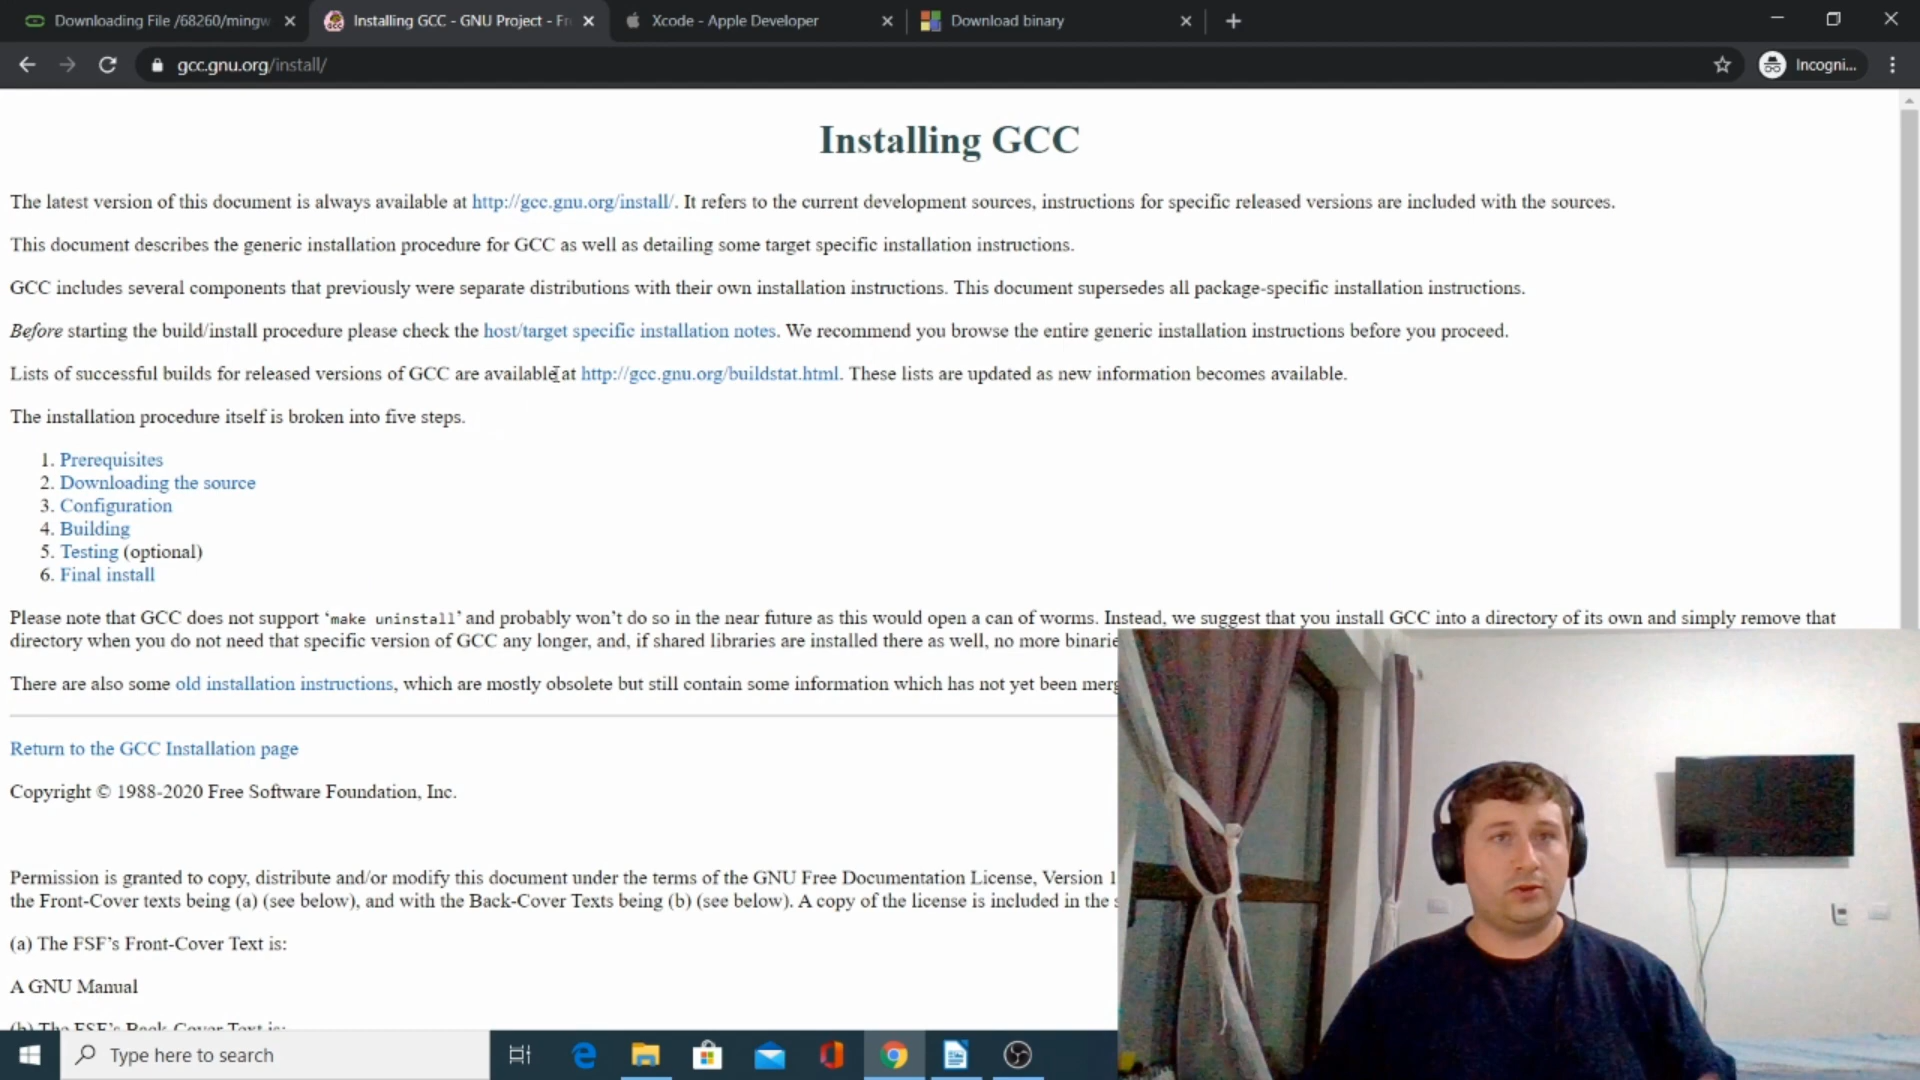 Downloading File /68260/mingw
Installing GCC - GNU Project - Fr
Xcode - Apple Developer
Download binary
gcc.gnu.org/install/
Incogni...
Installing GCC
The latest version of this document is always available at http://gcc.gnu.org/install/. It refers to the current development sources, instructions for specific released versions are included with the sources.
This document describes the generic installation procedure for GCC as well as detailing some target specific installation instructions.
GCC includes several components that previously were separate distributions with their own installation instructions. This document supersedes all package-specific installation instructions.
Before starting the build/install procedure please check the host/target specific installation notes. We recommend you browse the entire generic installation instructions before you proceed.
Lists of successful builds for released versions of GCC are available at http://gcc.gnu.org/buildstat.html. These lists are updated as new information becomes available.
The installation procedure itself is broken into five steps.
1. Prerequisites
2. Downloading the source
3. Configuration
4. Building
5. Testing (optional)
6. Final install
Please note that GCC does not support ‘make uninstall’ and probably won’t do so in the near future as this would open a can of worms. Instead, we suggest that you install GCC into a directory of its own and simply remove that
directory when you do not need that specific version of GCC any longer, and, if shared libraries are installed there as well, no more binarie
There are also some old installation instructions, which are mostly obsolete but still contain some information which has not yet been merg
Return to the GCC Installation page
Copyright © 1988-2020 Free Software Foundation, Inc.
Permission is granted to copy, distribute and/or modify this document under the terms of the GNU Free Documentation License, Version 1
the Front-Cover texts being (a) (see below), and with the Back-Cover Texts being (b) (see below). A copy of the license is included in the s
(a) The FSF’s Front-Cover Text is:
A GNU Manual
(b) The FSF’s Back-Cover Text is:
Type here to search